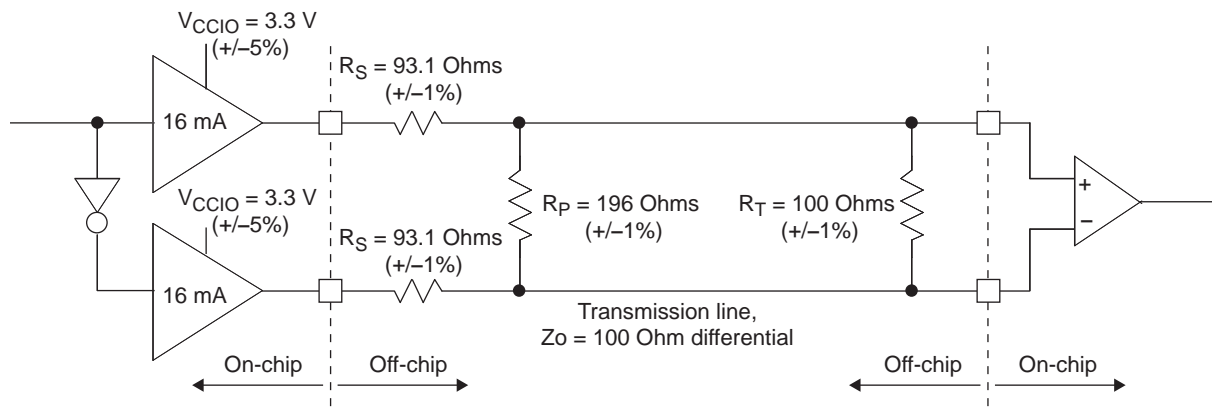 VCCIO = 3.3 V
(+/–5%)
RS = 93.1 Ohms
(+/–1%)
16 mA
VCCIO = 3.3 V
(+/–5%)
RS = 93.1 Ohms
(+/–1%)
16 mA
RP = 196 Ohms
(+/–1%)
RT = 100 Ohms
(+/–1%)
+
–
Transmission line,
Zo = 100 Ohm differential
On-chip
Off-chip
Off-chip
On-chip